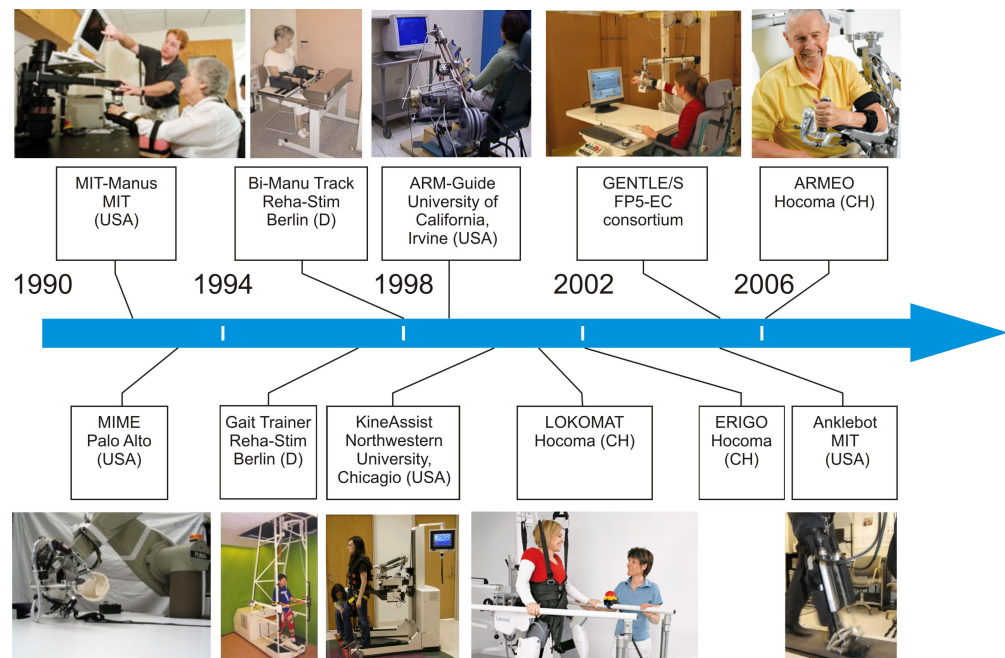 MIT-Manus
MIT
(USA)
Bi-Manu Track
Reha-Stim
Berlin (D)
ARM-Guide
University of
California,
Irvine (USA)
GENTLE/S
FP5-EC
consortium
ARMEO
Hocoma (CH)
1990
1994
1998
2002
2006
MIME
Palo Alto
(USA)
Gait Trainer
Reha-Stim
Berlin (D)
KineAssist
Northwestern
University,
Chicagio (USA)
LOKOMAT
Hocoma (CH)
ERIGO
Hocoma
(CH)
Anklebot
MIT
(USA)